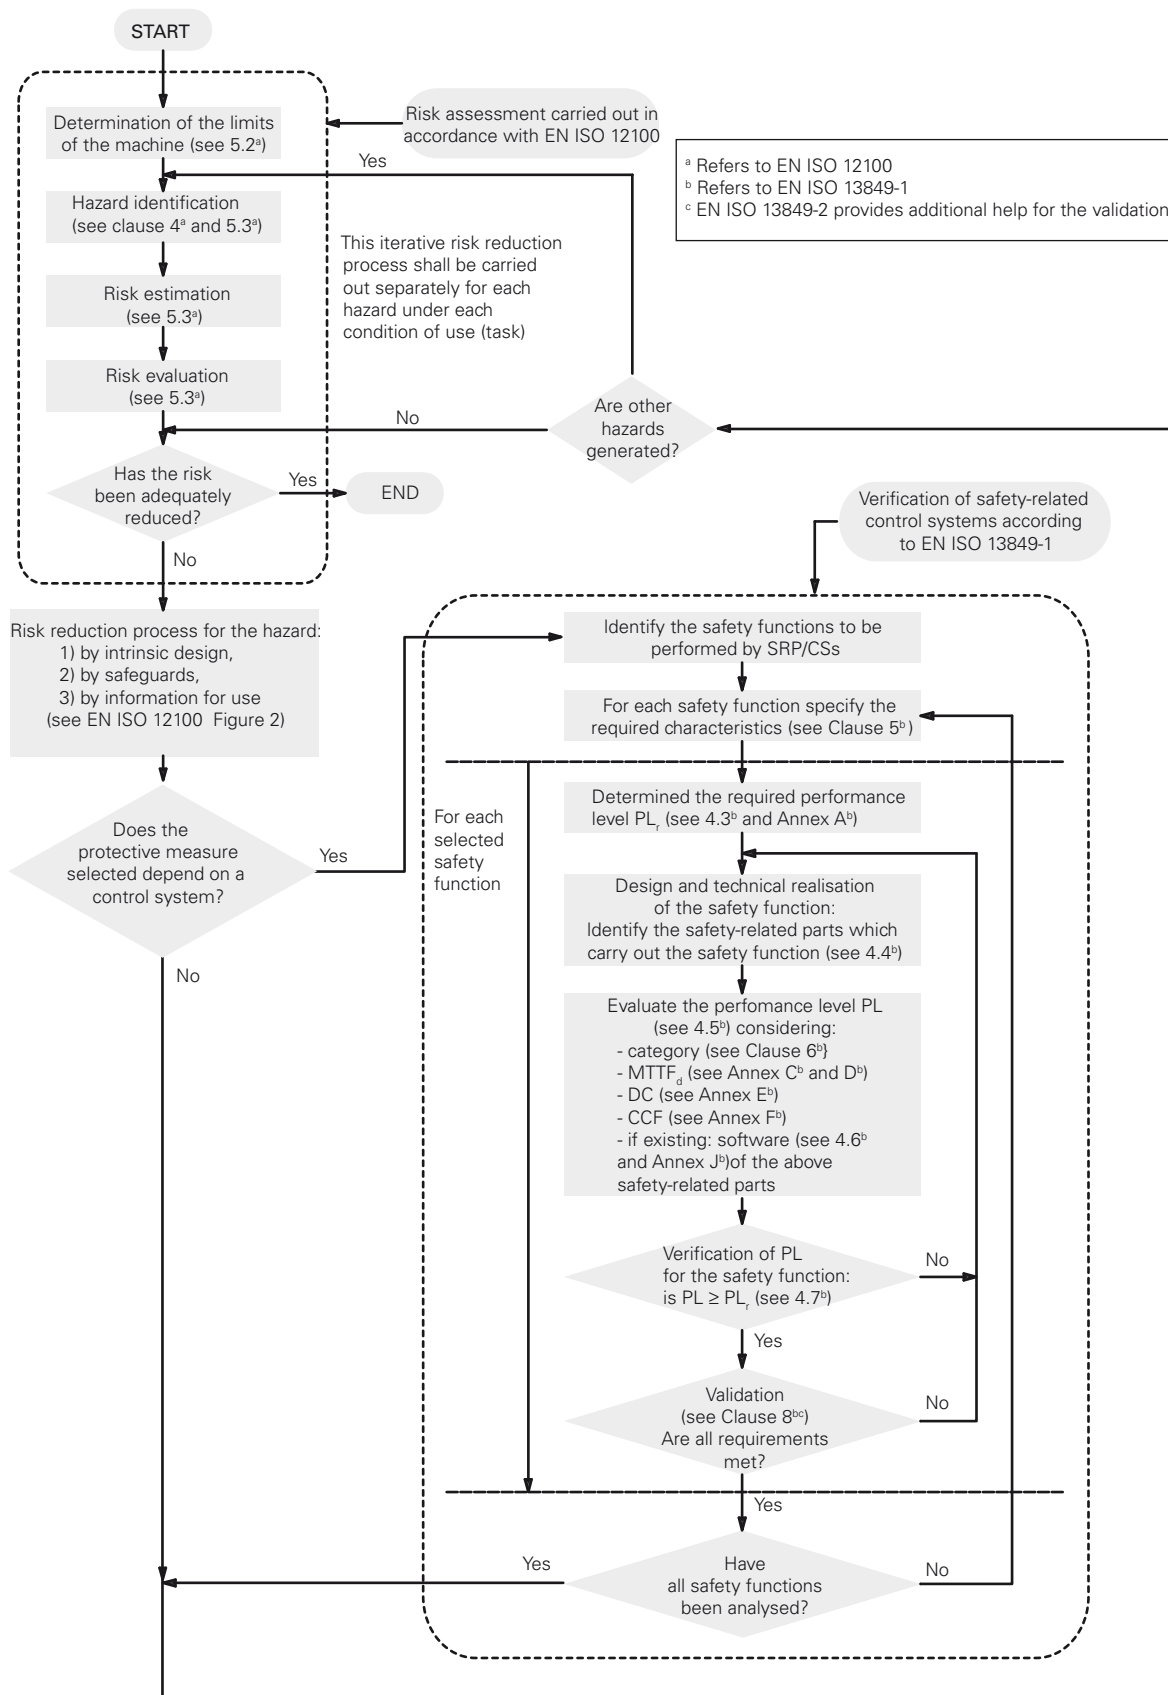 START
Determination of the limits
of the machine (see 5.2ᵃ)
Risk assessment carried out in
accordance with EN ISO 12100
Yes
ᵃ Refers to EN ISO 12100
ᵇ Refers to EN ISO 13849-1
ᶜ EN ISO 13849-2 provides additional help for the validation
Hazard identification
(see clause 4ᵃ and 5.3ᵃ)
This iterative risk reduction
process shall be carried
out separately for each
hazard under each
condition of use (task)
Risk estimation
(see 5.3ᵃ)
Risk evaluation
(see 5.3ᵃ)
No
Are other
hazards
generated?
Has the risk
been adequately
reduced?
Yes
END
No
Verification of safety-related
control systems according
to EN ISO 13849-1
Risk reduction process for the hazard:
1) by intrinsic design,
2) by safeguards,
3) by information for use
(see EN ISO 12100 Figure 2)
Identify the safety functions to be
performed by SRP/CSs
For each safety function specify the
required characteristics (see Clause 5ᵇ)
Does the
protective measure
selected depend on a
control system?
Yes
No
For each
selected
safety
function
Determined the required performance
level PLᵣ (see 4.3ᵇ and Annex Aᵇ)
Design and technical realisation
of the safety function:
Identify the safety-related parts which
carry out the safety function (see 4.4ᵇ)
Evaluate the perfomance level PL
(see 4.5ᵇ) considering:
- category (see Clause 6ᵇ}
- MTTF_d (see Annex Cᵇ and Dᵇ)
- DC (see Annex Eᵇ)
- CCF (see Annex Fᵇ)
- if existing: software (see 4.6ᵇ
and Annex Jᵇ)of the above
safety-related parts
Verification of PL
for the safety function:
is PL ≥ PLᵣ (see 4.7ᵇ)
No
Yes
Validation
(see Clause 8ᵇᶜ)
Are all requirements
met?
No
Yes
Have
all safety functions
been analysed?
Yes
No